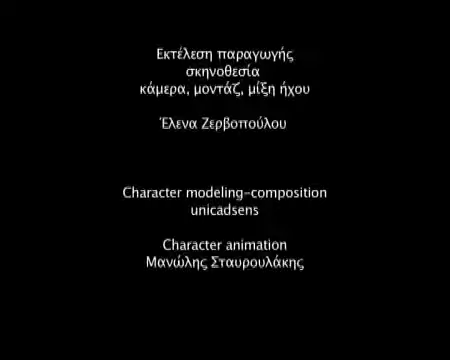 Εκτέλεση παραγωγής
σκηνοθεσία
κάμερα, μοντάζ, μίξη ήχου
Έλενα Ζερβοπούλου
Character modeling-composition
unicadsens
Character animation
Μανώλης Σταυρουλάκης